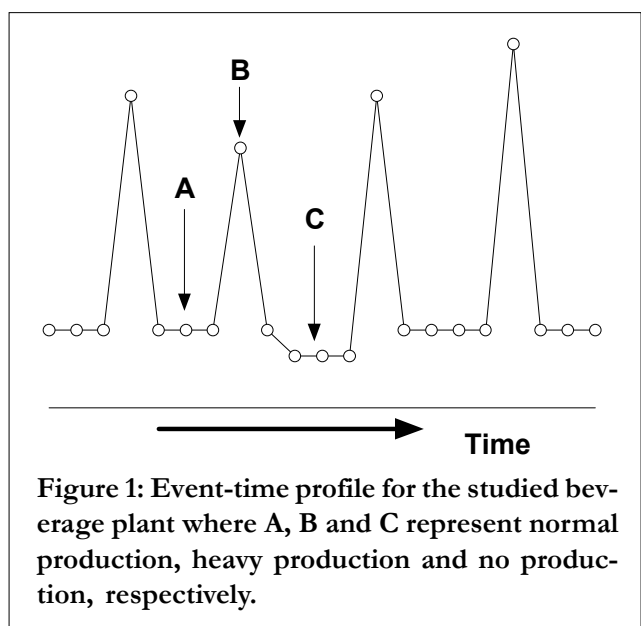 B
A
C
Time
Figure 1: Event-time profile for the studied bev-
erage plant where A, B and C represent normal
production, heavy production and no produc-
tion, respectively.